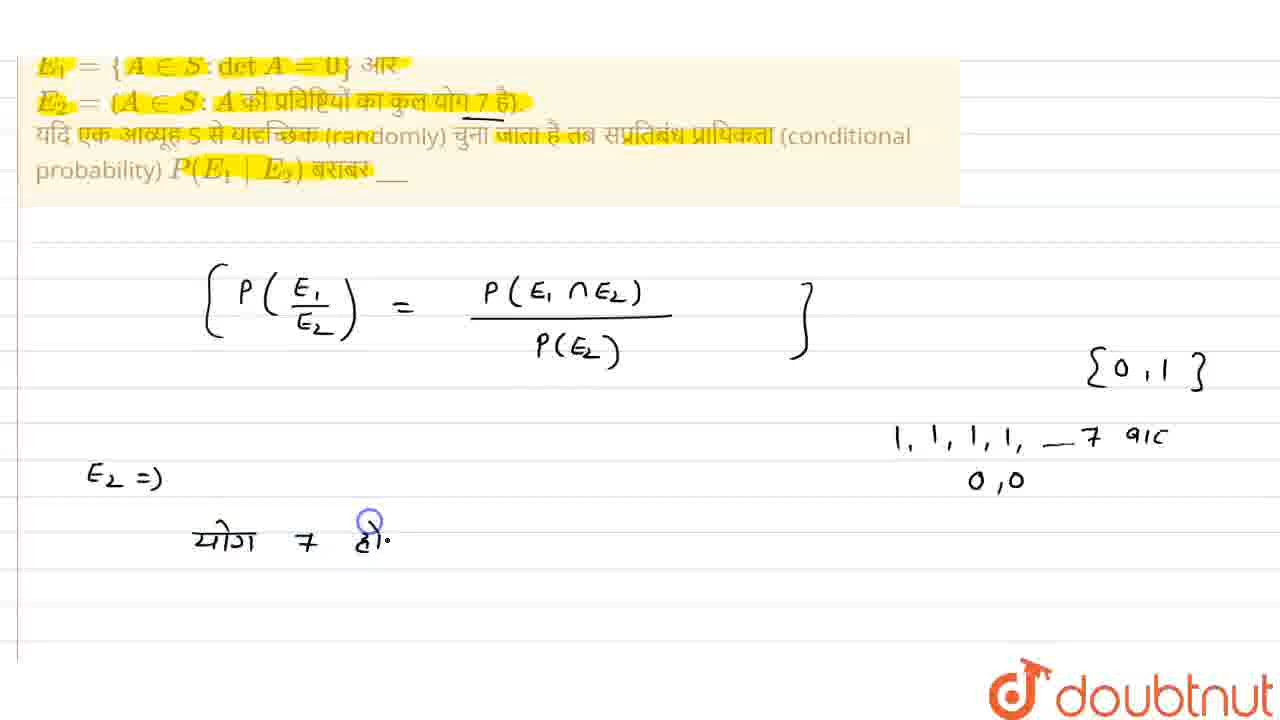 E₁ = {A ∈ S : det A = 0} और
E₂ = {A ∈ S : A की प्रविष्टियों का कुल योग 7 है}.
यदि एक आव्यूह S से यादृच्छिक (randomly) चुना जाता है तब सप्रतिबंध प्रायिकता (conditional
probability) P(E₁ | E₂) बराबर ___
[ P(E₁/E₂) = P(E₁ ∩ E₂) / P(E₂) ]
{0, 1}
1, 1, 1, 1, — 7 बार
0, 0
E₂ ⇒
योग 7 हो.
doubtnut